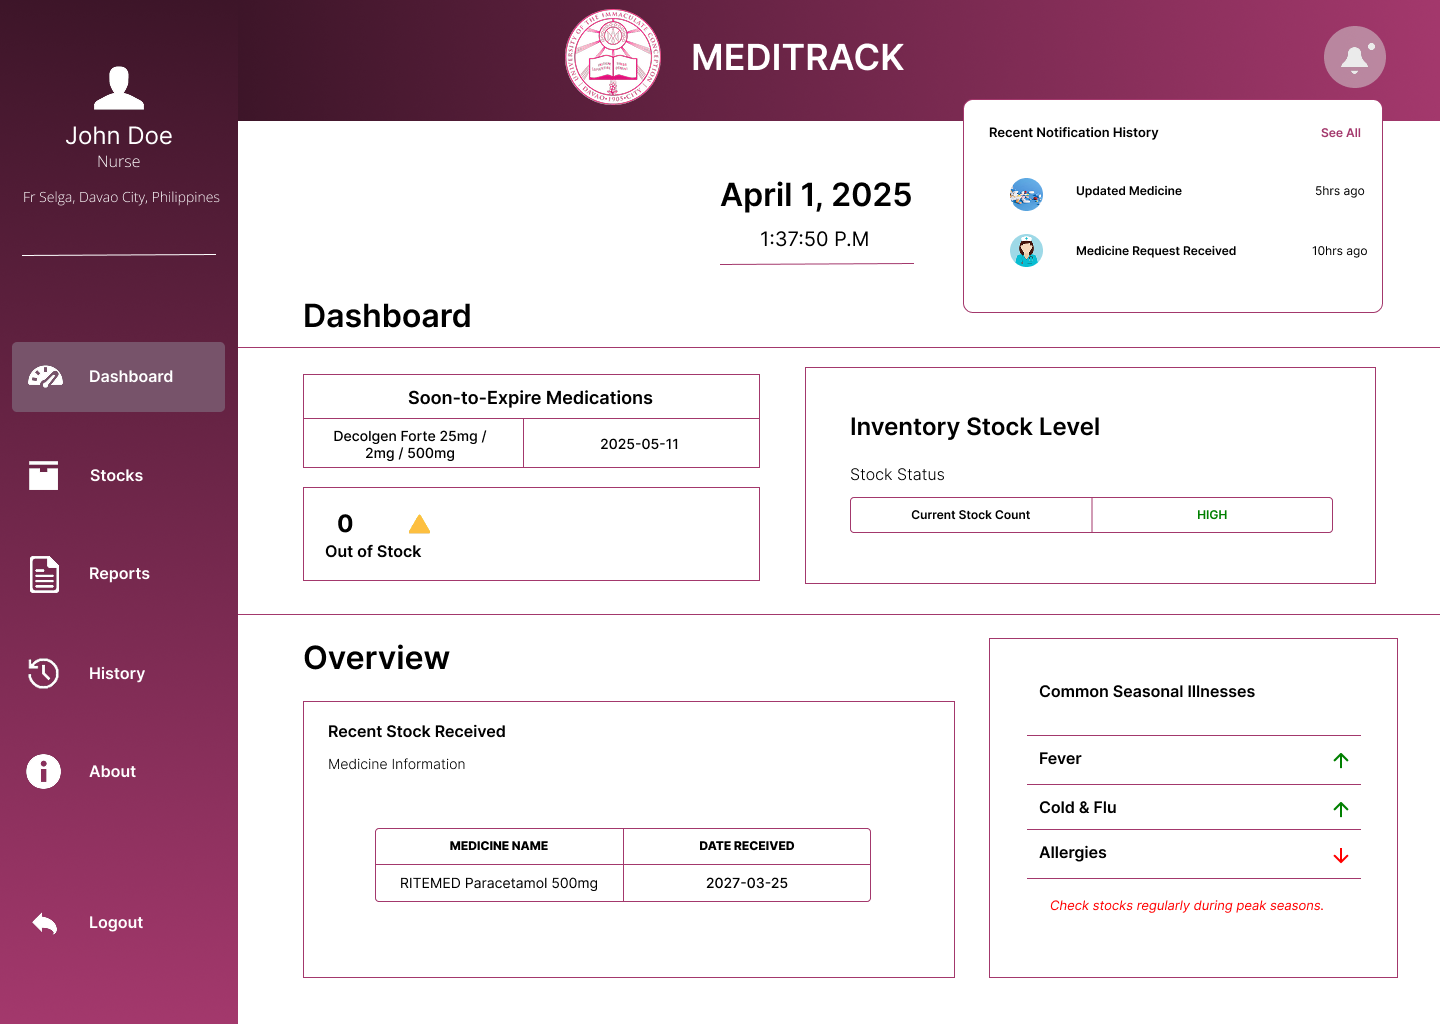 John Doe
Nurse
Fr Selga, Davao City, Philippines
Dashboard
Stocks
Reports
History
About
Logout
UNIVERSITY OF THE IMMACULATE CONCEPTION
DAVAO • 1905 • CITY
MEDITRACK
Recent Notification History
See All
Updated Medicine
5hrs ago
Medicine Request Received
10hrs ago
April 1, 2025
1:37:50 P.M
Dashboard
Soon-to-Expire Medications
Decolgen Forte 25mg /
2mg / 500mg
2025-05-11
0
Out of Stock
Inventory Stock Level
Stock Status
Current Stock Count
HIGH
Overview
Recent Stock Received
Medicine Information
MEDICINE NAME
DATE RECEIVED
RITEMED Paracetamol 500mg
2027-03-25
Common Seasonal Illnesses
Fever
Cold & Flu
Allergies
Check stocks regularly during peak seasons.